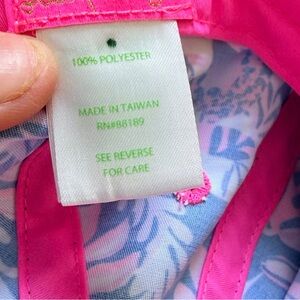 100% POLYESTER
MADE IN TAIWAN
RN#88189
SEE REVERSE
FOR CARE